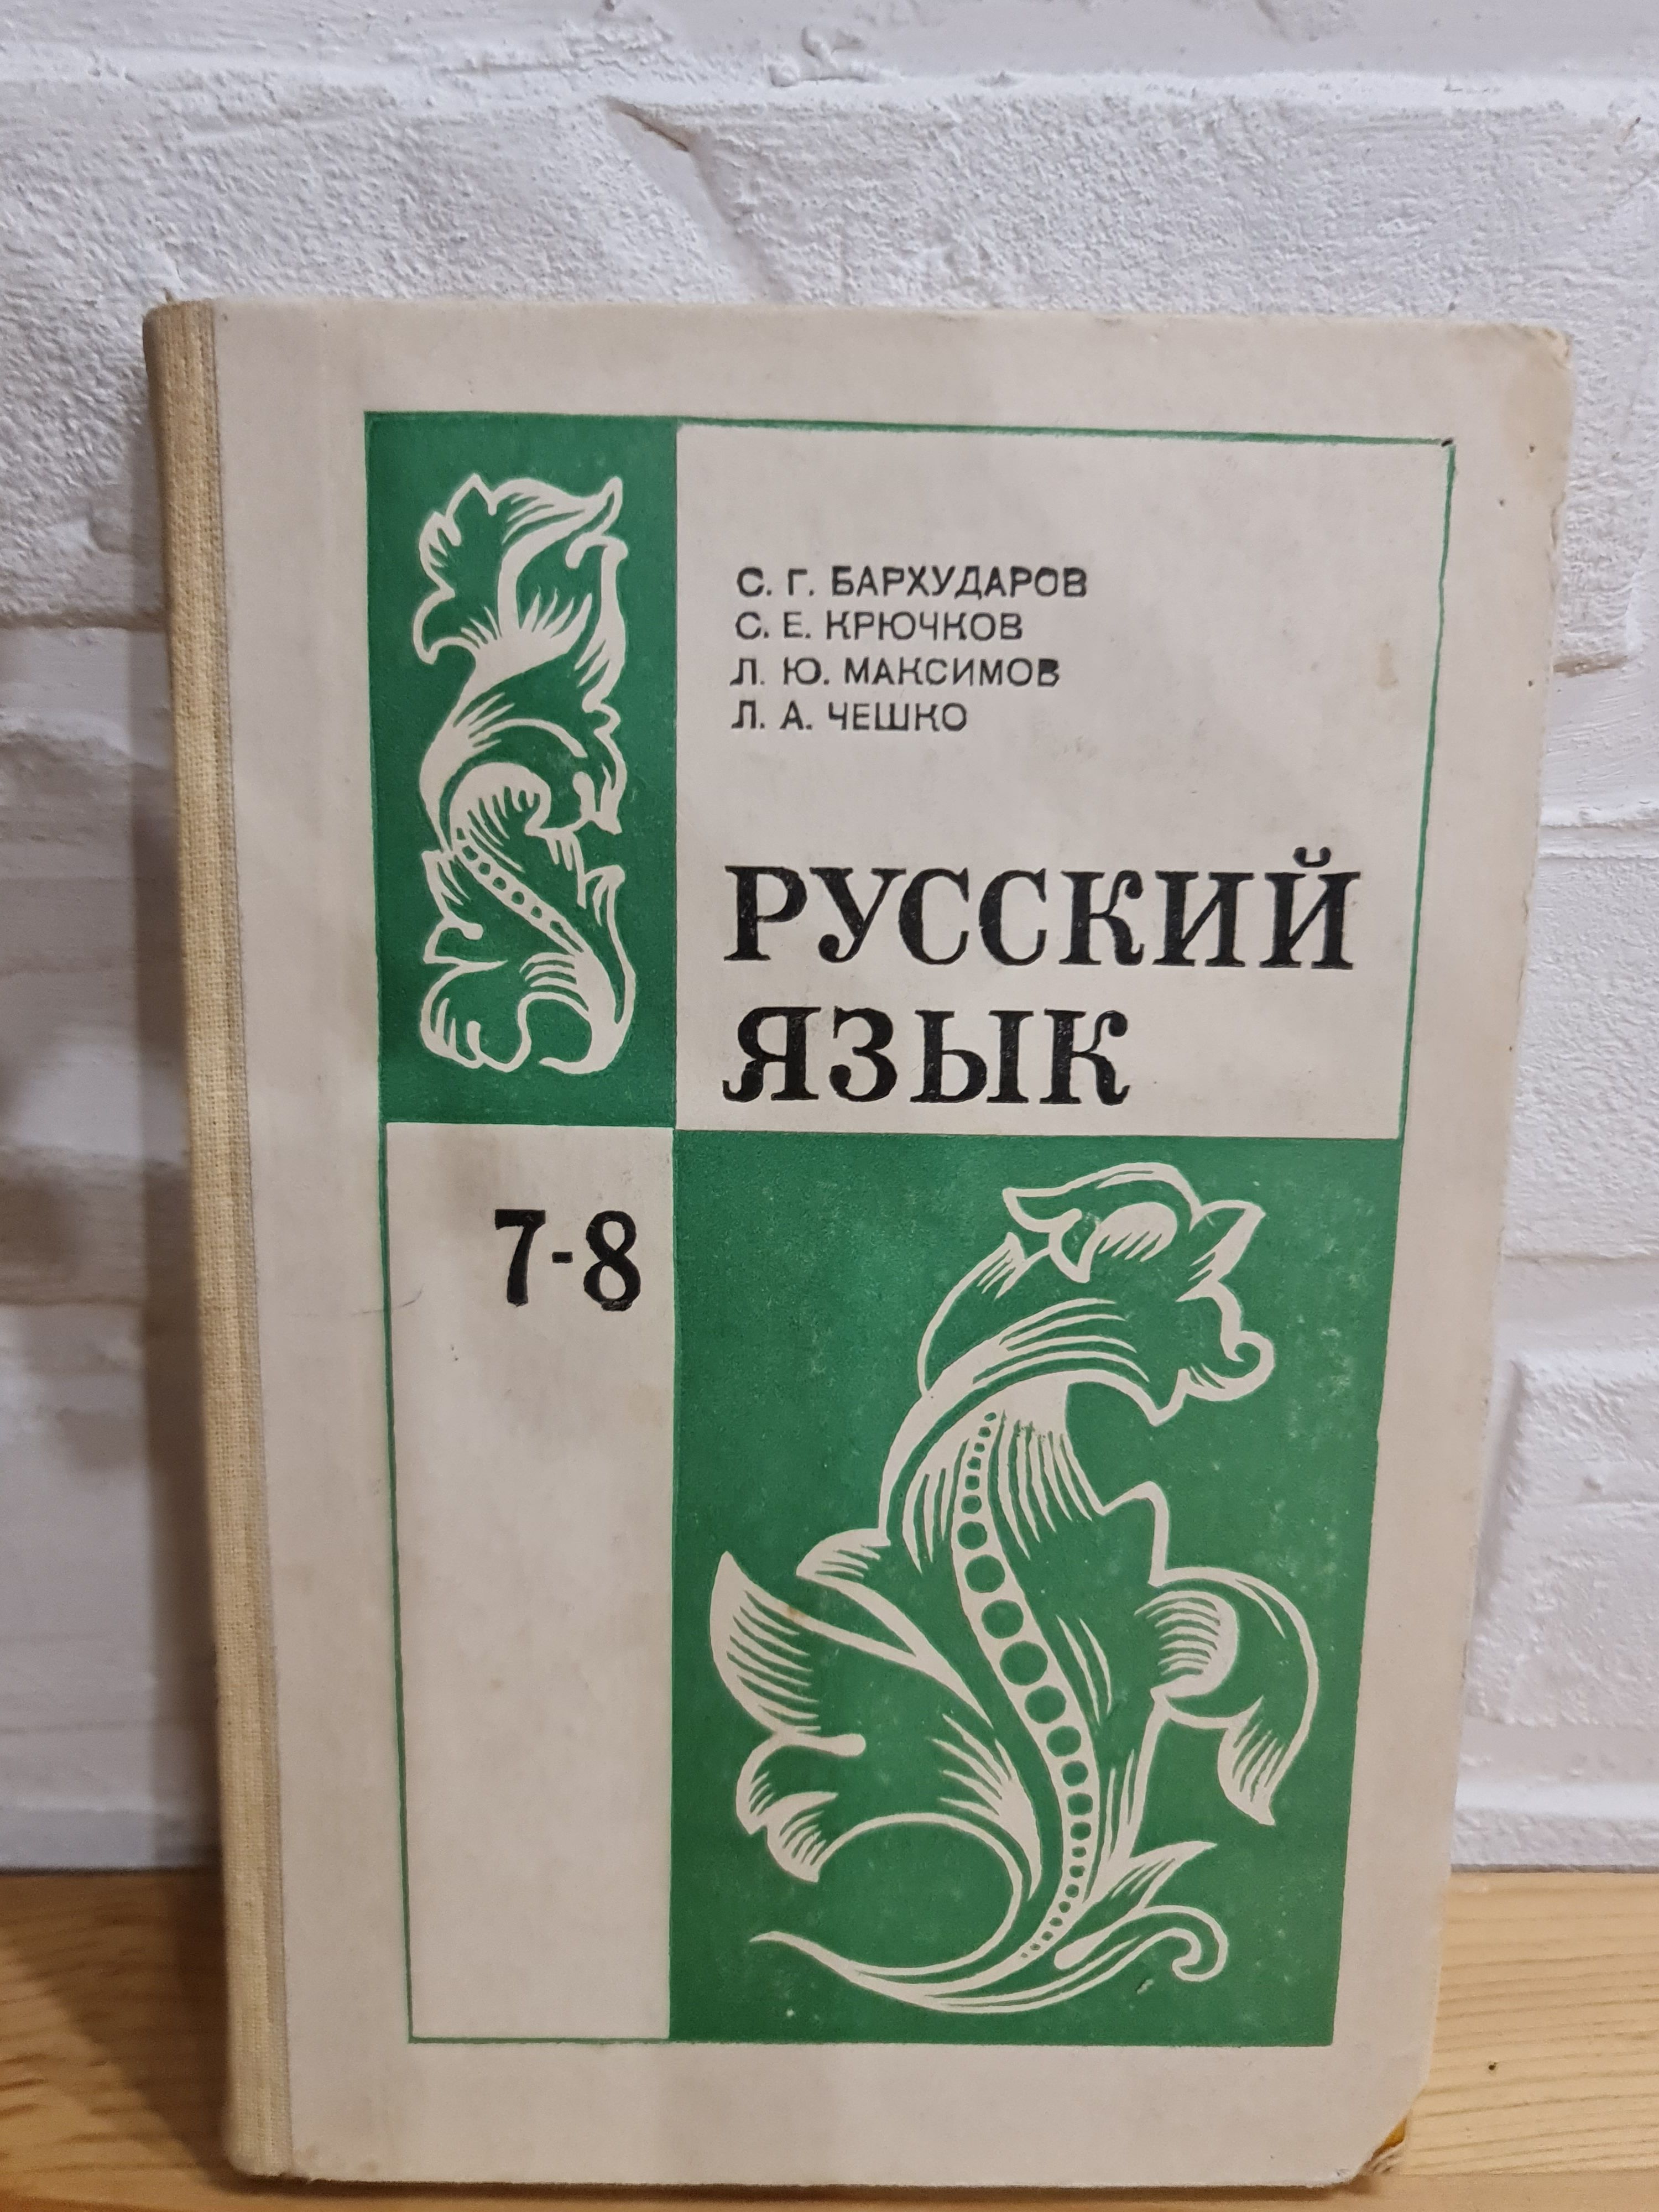 С. Г. БАРХУДАРОВ
С. Е. КРЮЧКОВ
Л. Ю. МАКСИМОВ
Л. А. ЧЕШКО
РУССКИЙ
ЯЗЫК
7-8